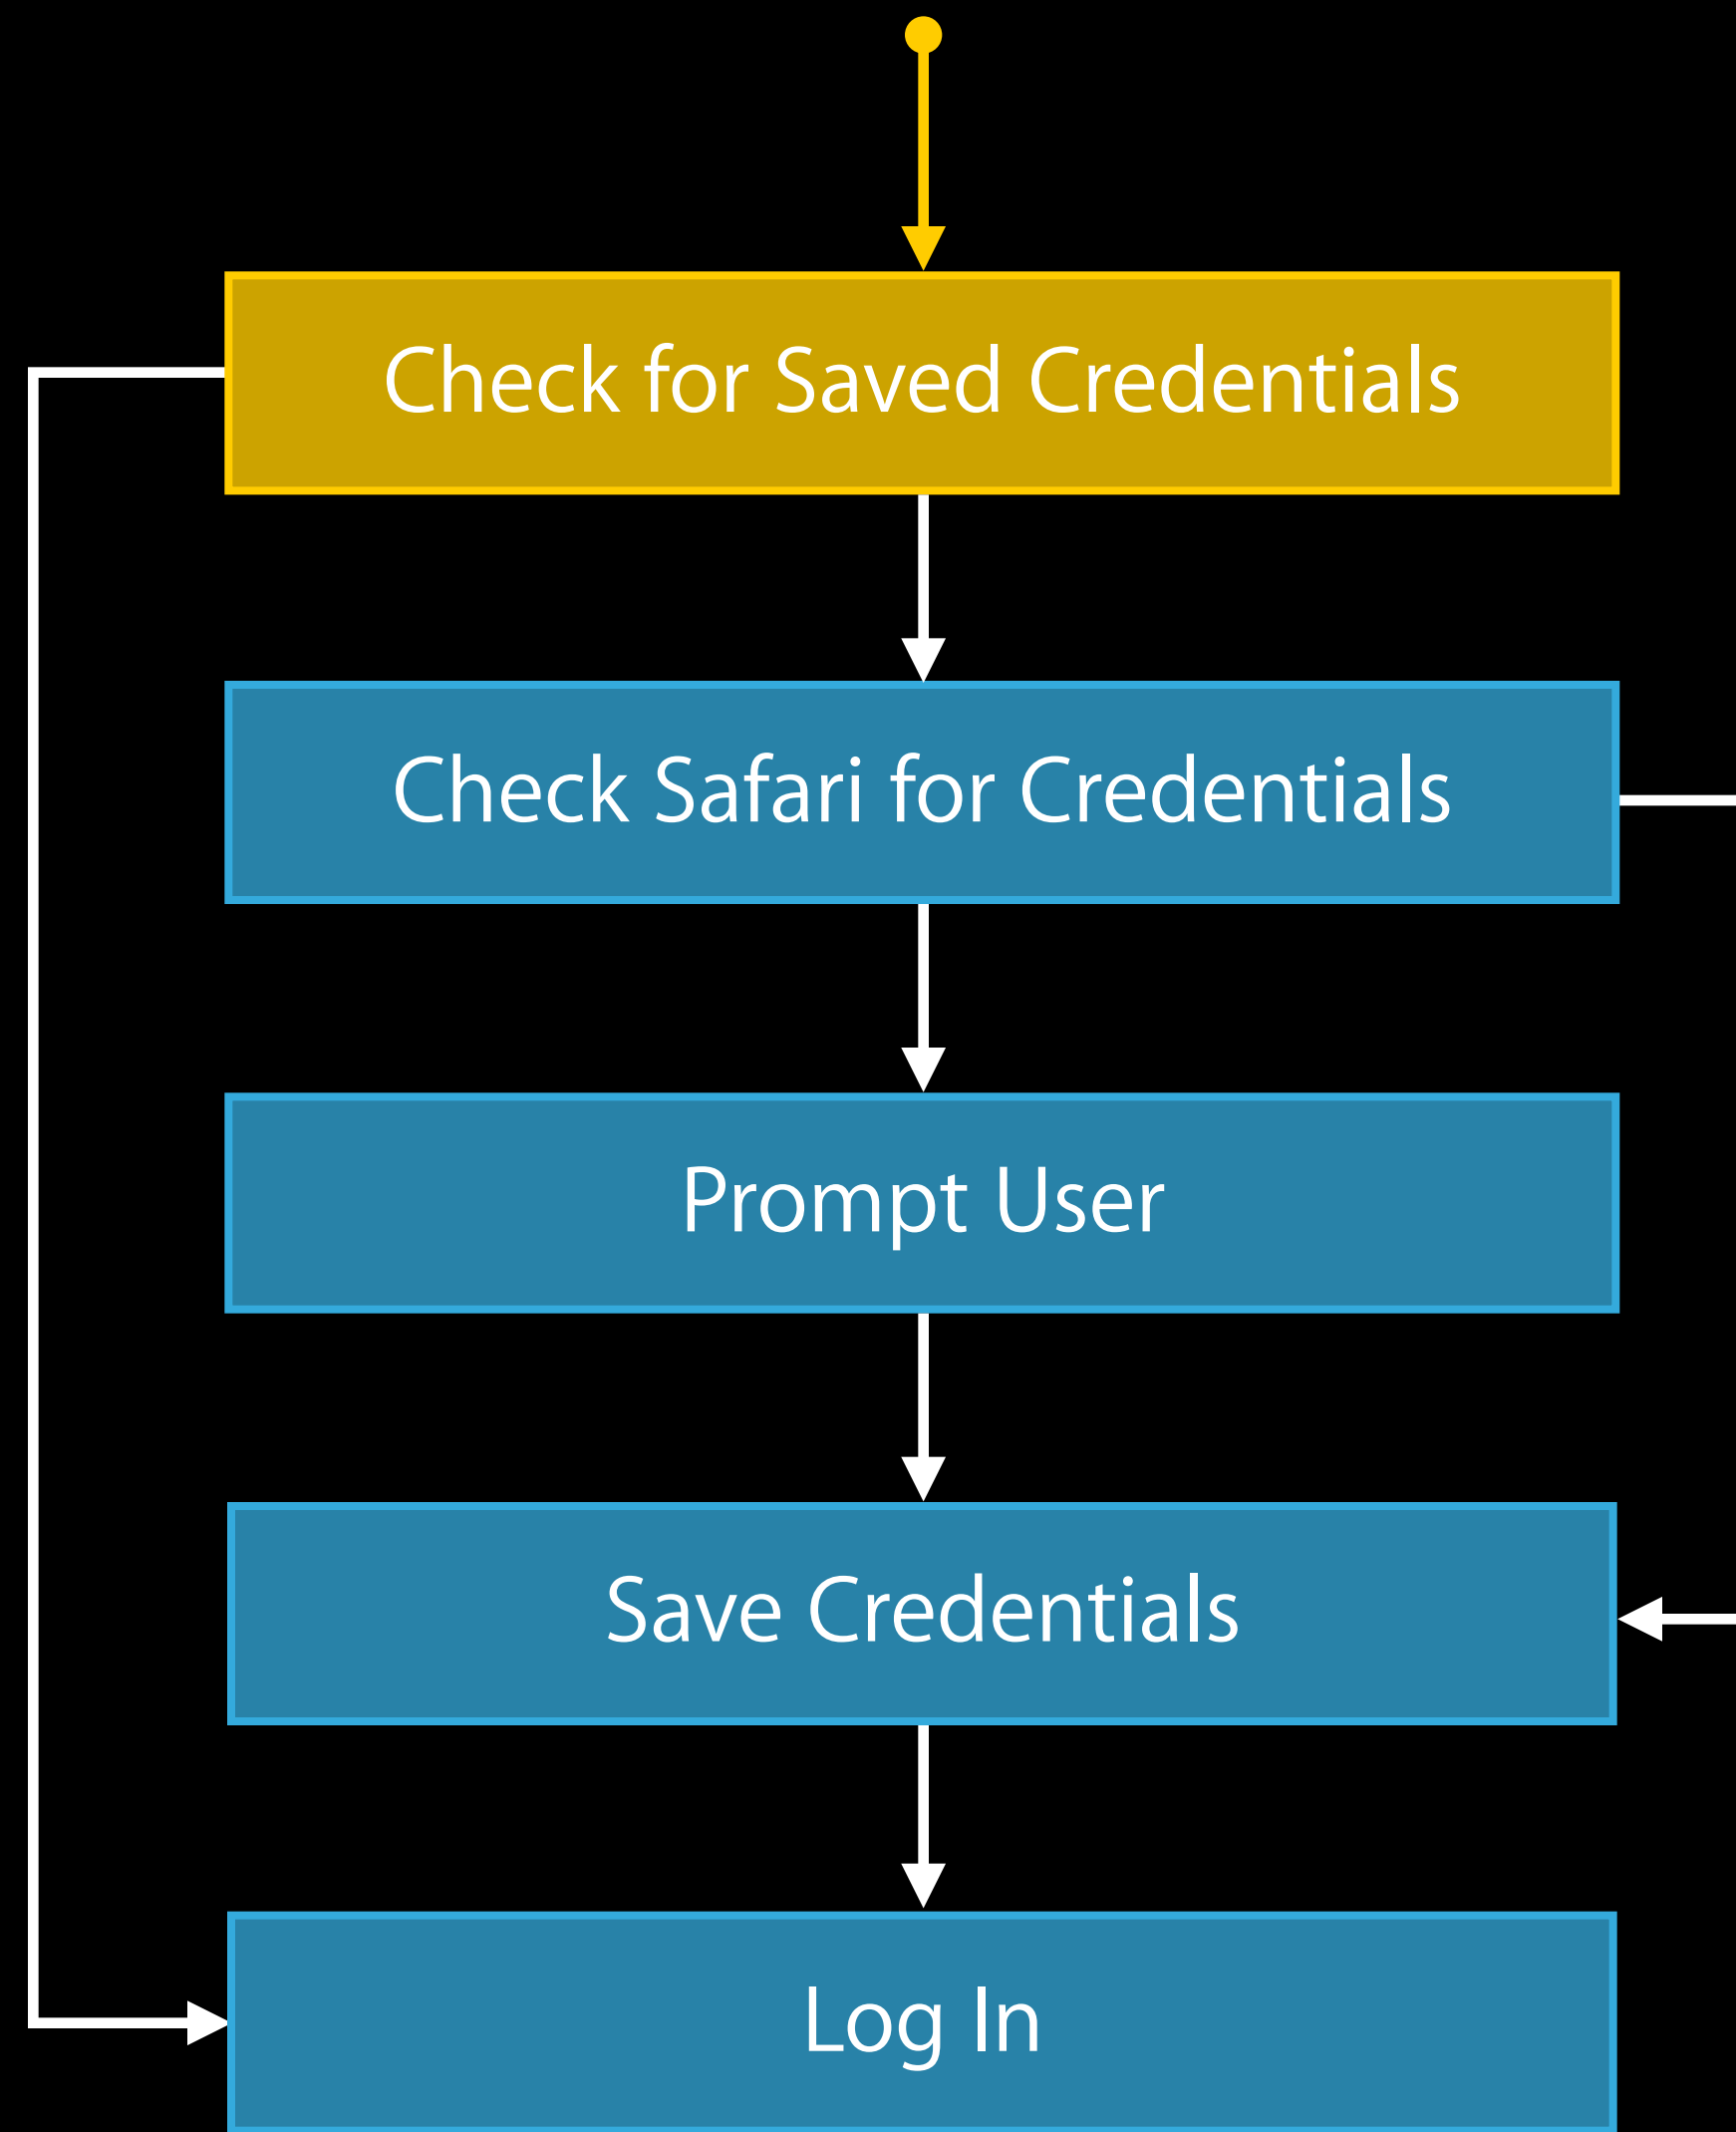 Check for Saved Credentials
Check Safari for Credentials
Prompt User
Save Credentials
Log In